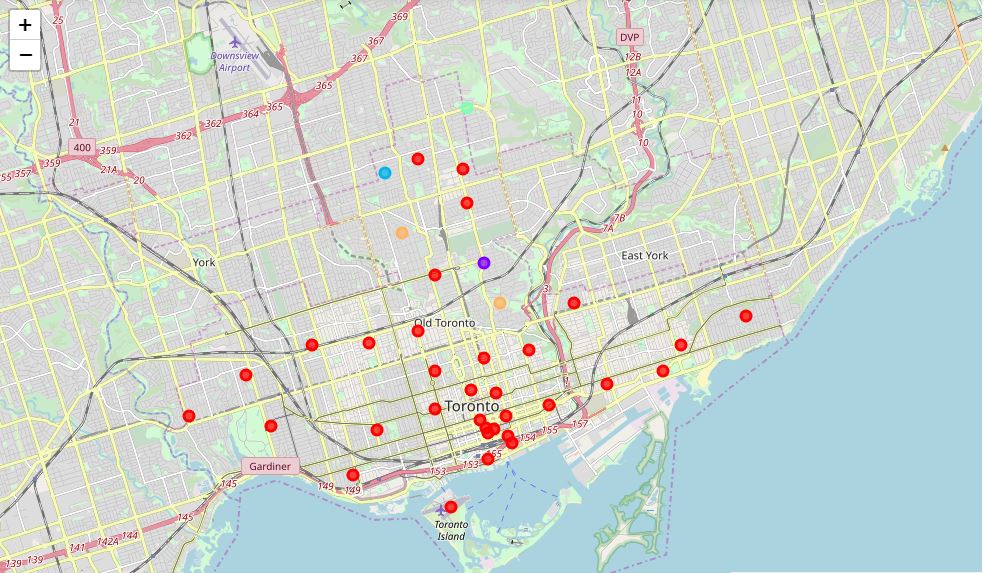 +
−
25
369
367
DVP
Downsview
Airport
367
12B
12A
365
365
364
362
362
11
10
21
400
359
359
10
357
21A
20
7B
7A
York
East York
3
Old Toronto
Toronto
1
157
155
154
Gardiner
153
153
149
149
145
145
144
142A
141
139
139
Toronto
Island